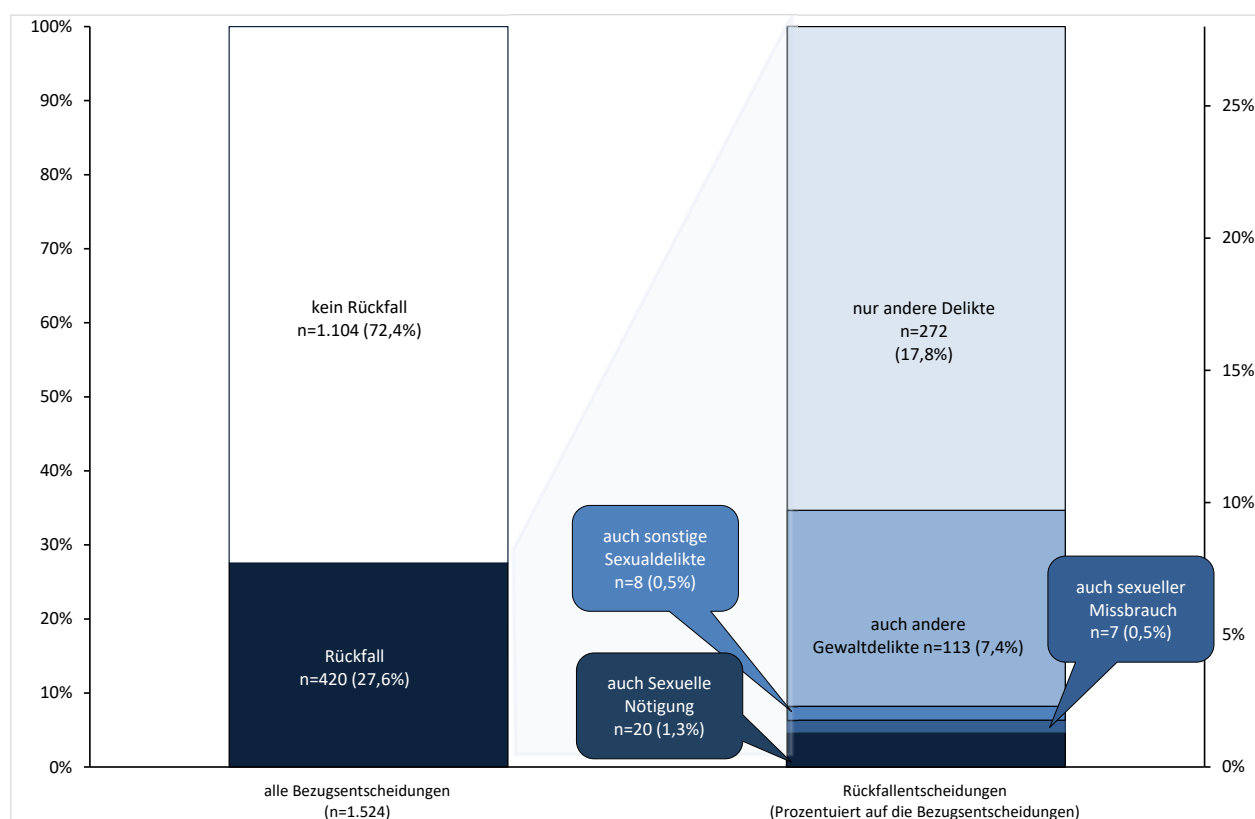 100%
90%
80%
70%
60%
50%
40%
30%
20%
10%
0%
kein Rückfall
n=1.104 (72,4%)
Rückfall
n=420 (27,6%)
alle Bezugsentscheidungen
(n=1.524)
auch sonstige
Sexualdelikte
n=8 (0,5%)
auch Sexuelle
Nötigung
n=20 (1,3%)
nur andere Delikte
n=272
(17,8%)
auch andere
Gewaltdelikte n=113 (7,4%)
auch sexueller
Missbrauch
n=7 (0,5%)
Rückfallentscheidungen
(Prozentuiert auf die Bezugsentscheidungen)
25%
20%
15%
10%
5%
0%